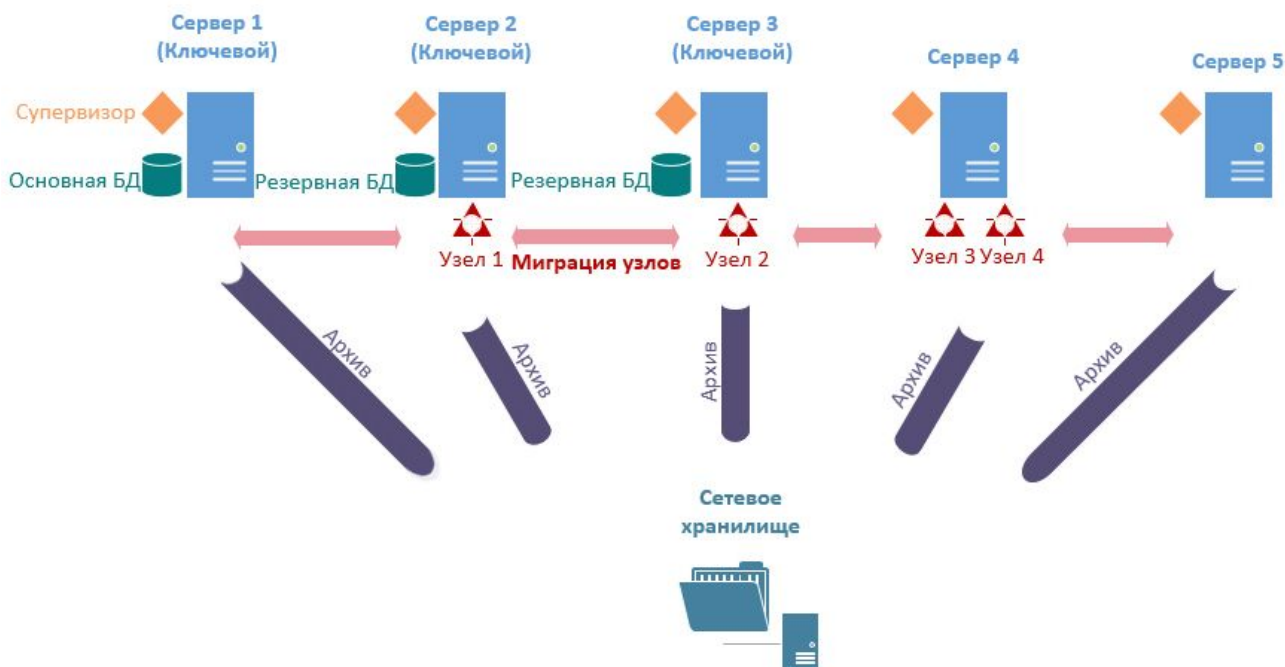 Сервер 1
(Ключевой)
Сервер 2
(Ключевой)
Сервер 3
(Ключевой)
Сервер 4
Сервер 5
Супервизор
Основная БД
Резервная БД
Резервная БД
Узел 1
Миграция узлов
Узел 2
Узел 3
Узел 4
Архив
Архив
Архив
Архив
Архив
Сетевое
хранилище